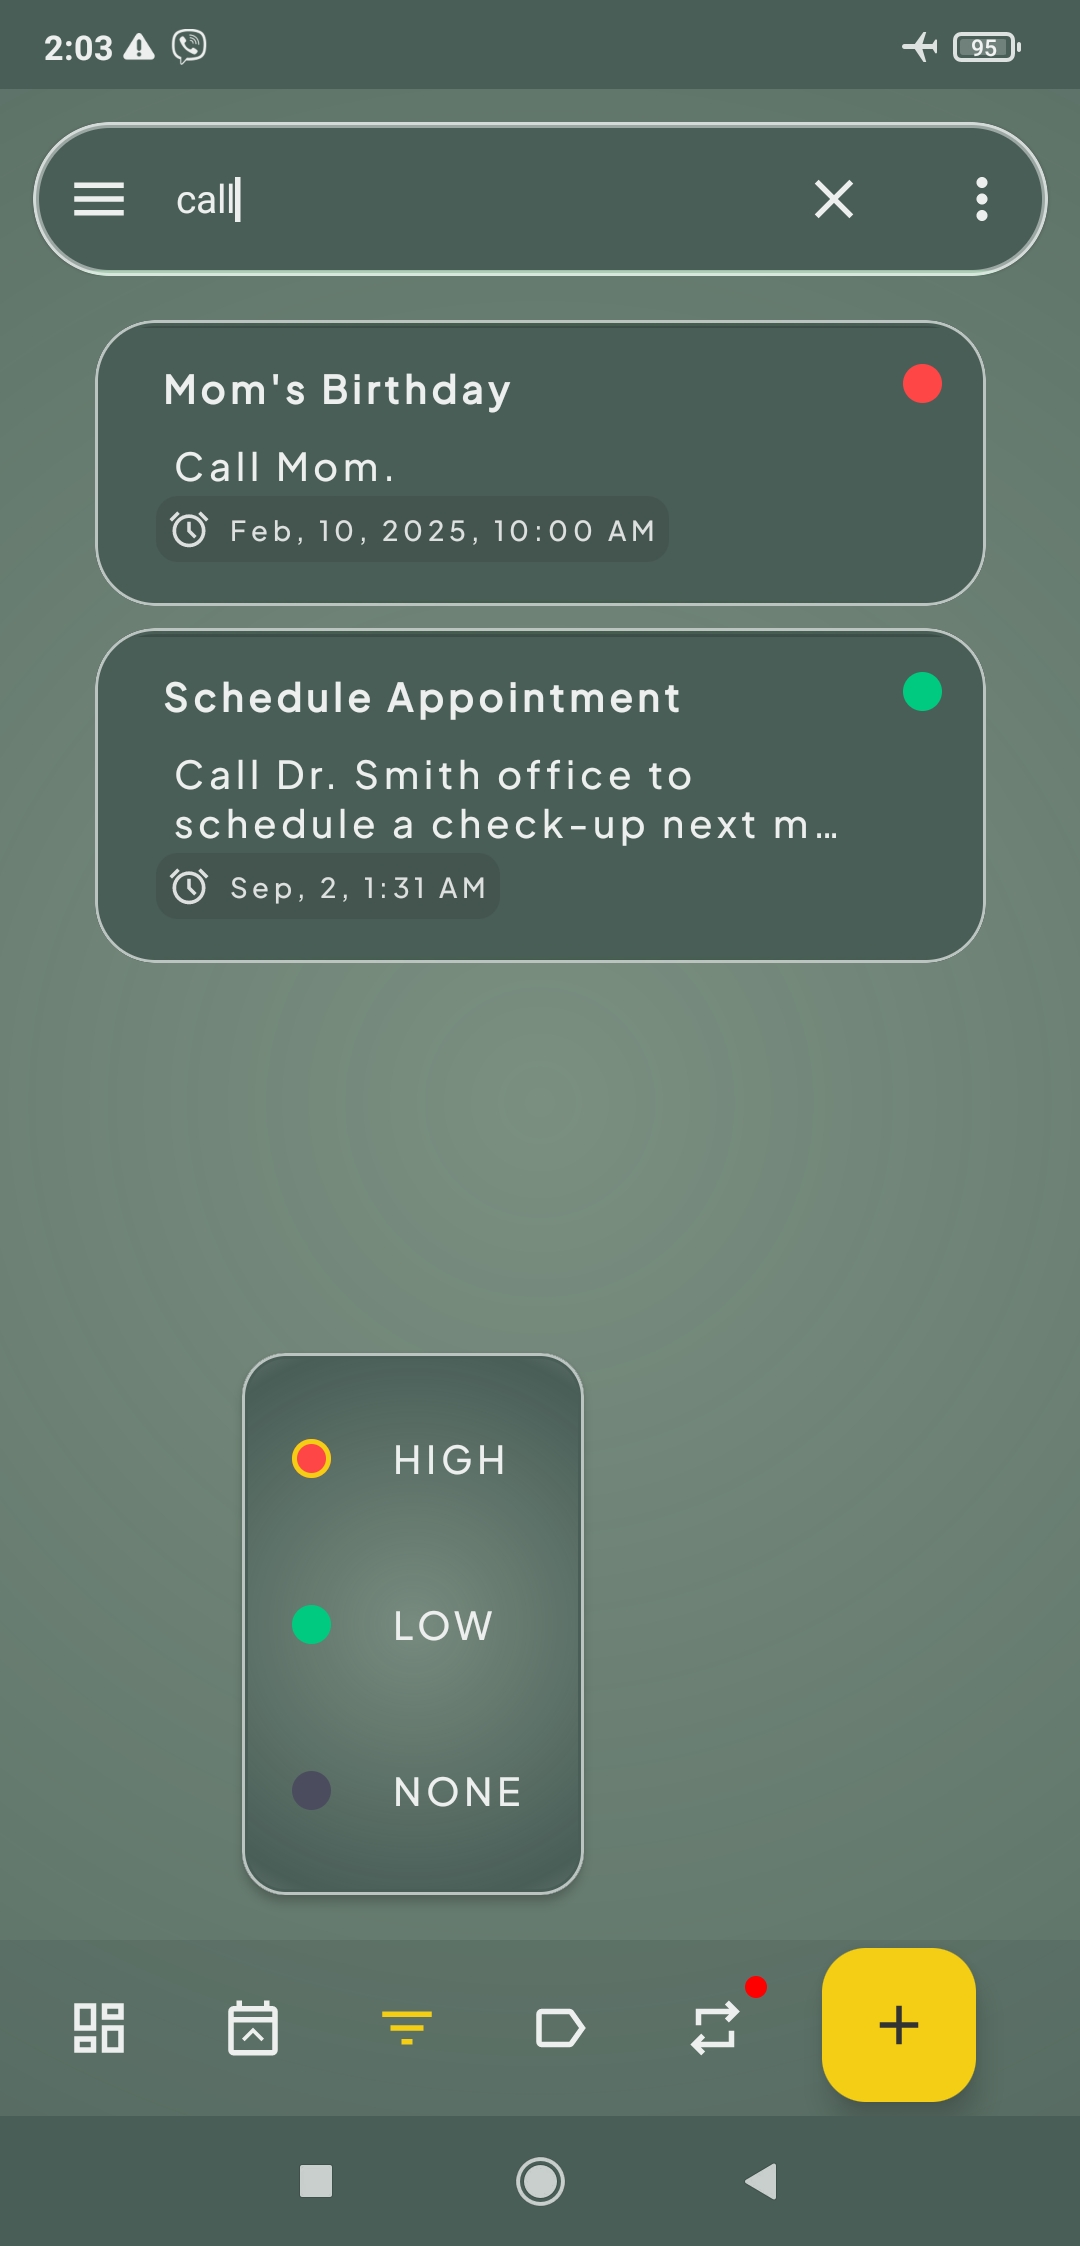 2:03
95
call
Mom's Birthday
Call Mom.
Feb, 10, 2025, 10:00 AM
Schedule Appointment
Call Dr. Smith office to
schedule a check-up next m...
Sep, 2, 1:31 AM
HIGH
LOW
NONE